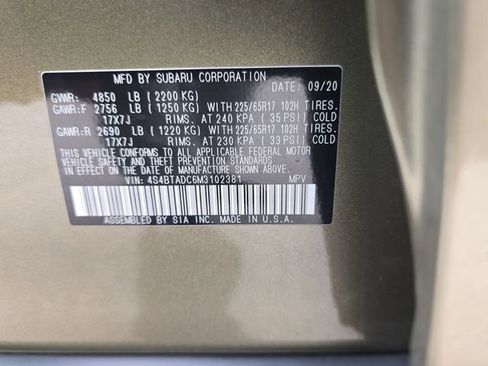 MFD BY SUBARU CORPORATION DATE: 09/20
GVWR: 4850 LB ( 2200 KG)
GAWR:F 2756 LB ( 1250 KG) WITH 225/65R17 102H TIRES.
17X7J RIMS. AT 240 KPA ( 35 PSI) COLD
GAWR:R 2690 LB ( 1220 KG) WITH 225/65R17 102H TIRES.
17X7J RIMS. AT 230 KPA ( 33 PSI) COLD
THIS VEHICLE CONFORMS TO ALL APPLICABLE FEDERAL MOTOR
VEHICLE SAFETY AND THEFT PREVENTION STANDARDS
IN EFFECT ON THE DATE OF MANUFACTURE SHOWN ABOVE.
VIN: 4S4BTADC6M3102381 MPV
ASSEMBLED BY SIA INC. MADE IN U.S.A.